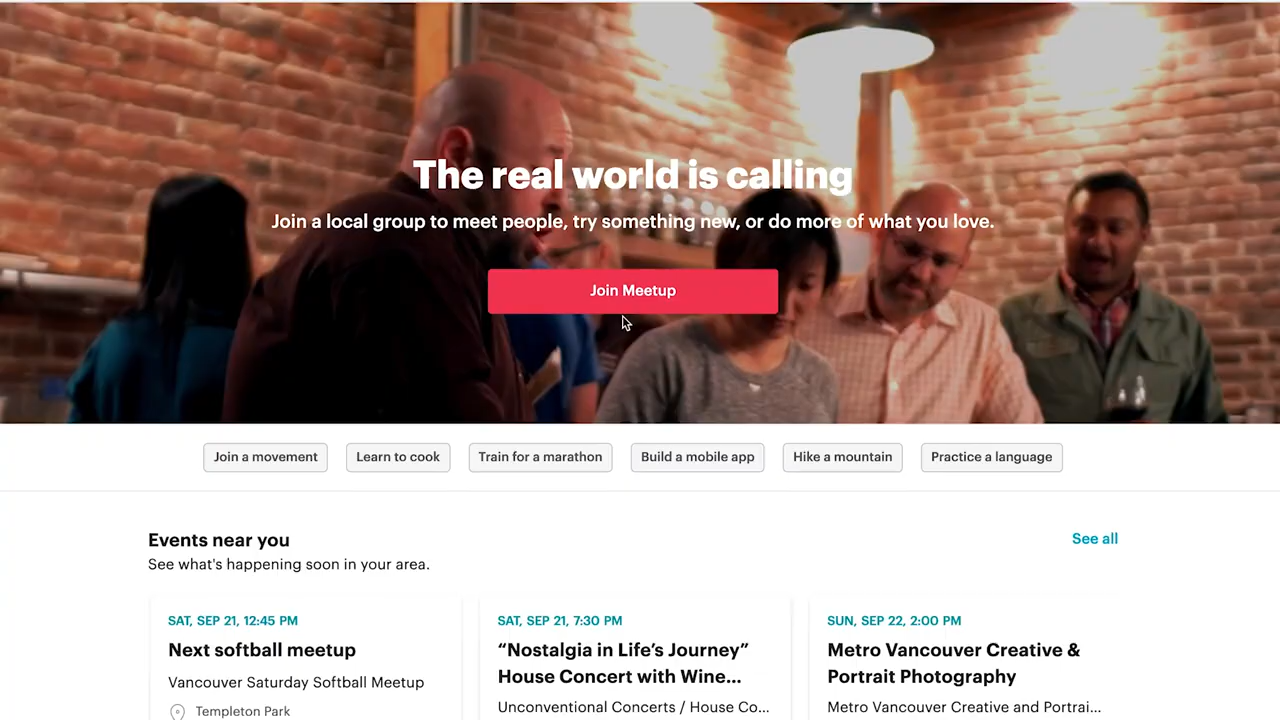 The real world is calling
Join a local group to meet people, try something new, or do more of what you love.
Join Meetup
Join a movement
Learn to cook
Train for a marathon
Build a mobile app
Hike a mountain
Practice a language
Events near you
See all
See what's happening soon in your area.
SAT, SEP 21, 12:45 PM
Next softball meetup
Vancouver Saturday Softball Meetup
Templeton Park
SAT, SEP 21, 7:30 PM
“Nostalgia in Life’s Journey”
House Concert with Wine...
Unconventional Concerts / House Co...
SUN, SEP 22, 2:00 PM
Metro Vancouver Creative &
Portrait Photography
Metro Vancouver Creative and Portrai...